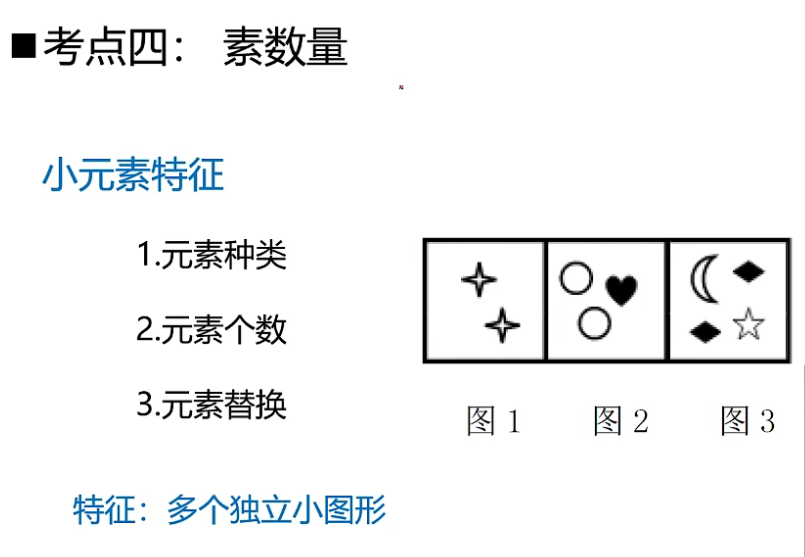 ■考点四： 素数量
小元素特征
1.元素种类
2.元素个数
3.元素替换
图 1 图 2 图 3
特征：多个独立小图形